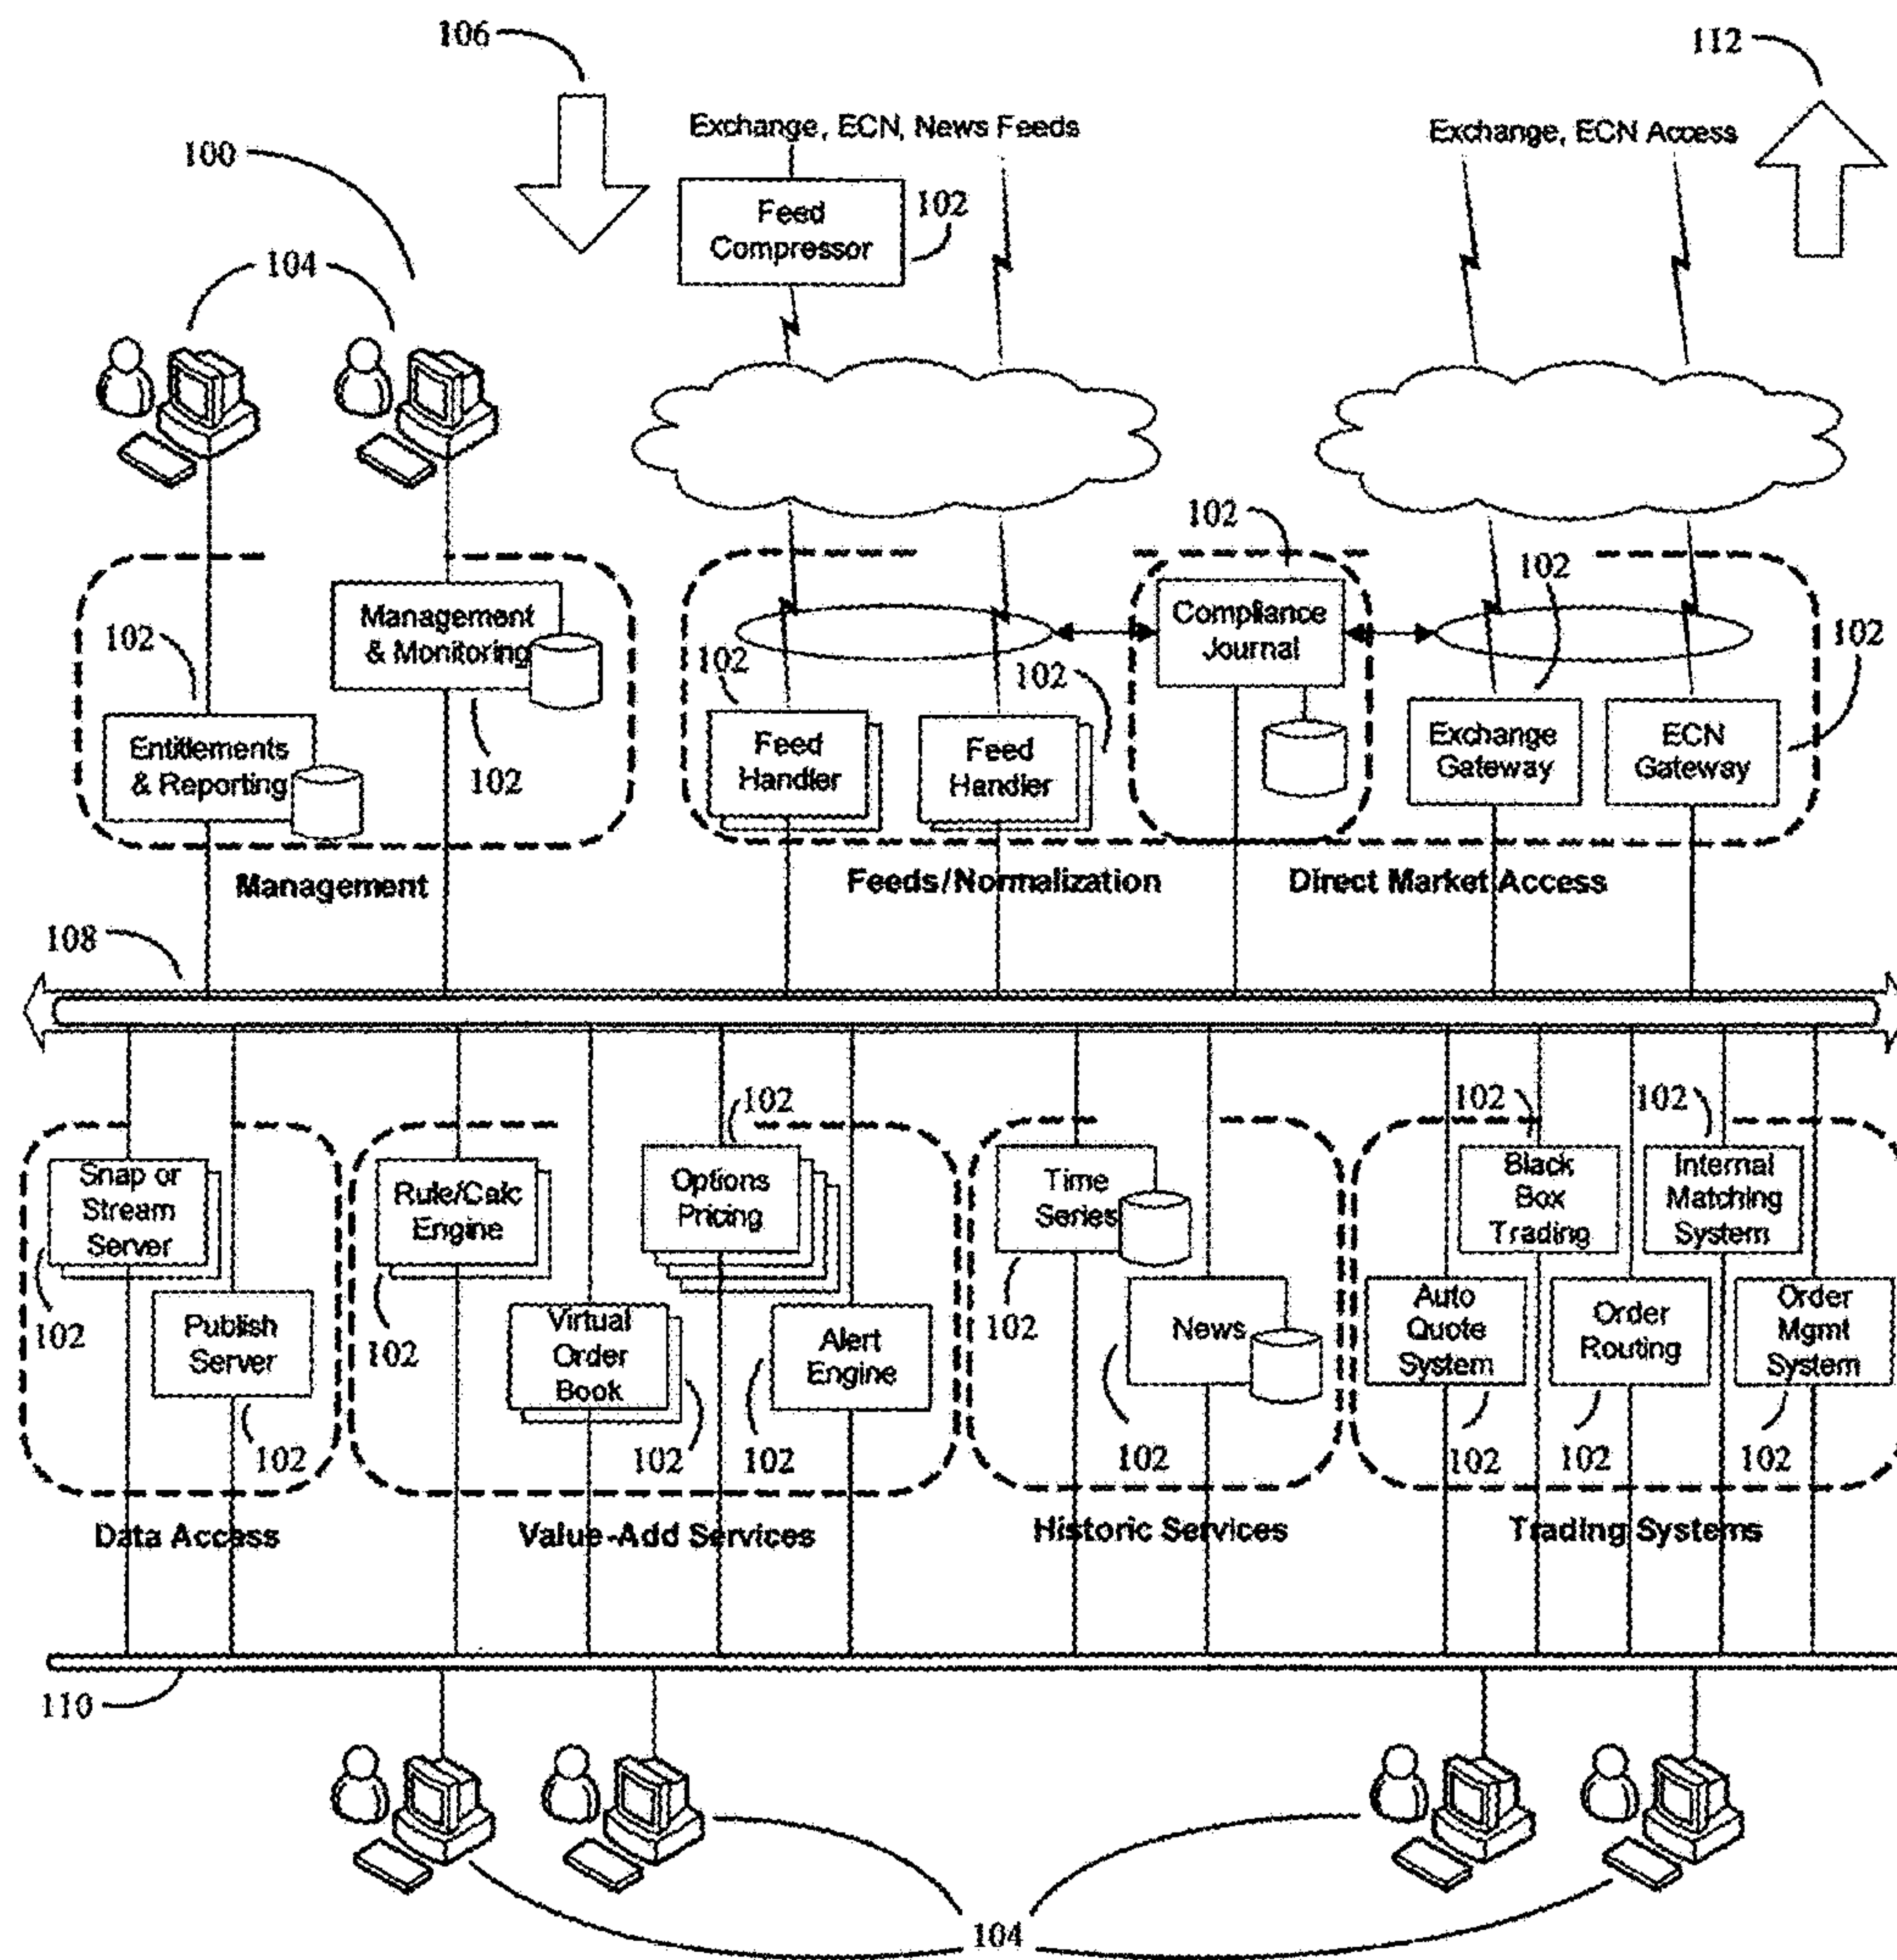 106
112
Exchange, ECN, News Feeds
Exchange, ECN Access
100
Feed
Compressor
102
104
102
102
Management
& Monitoring
102
Compliance
Journal
102
102
102
102
Entitlements
& Reporting
102
Feed
Handler
Feed
Handler
Exchange
Gateway
ECN
Gateway
Management
Feeds/Normalization
Direct Market Access
108
102
102
102
Snap or
Stream
Server
Rule/Calc
Engine
Options
Pricing
Time
Series
Black
Box
Trading
Internal
Matching
System
102
102
102
Publish
Server
Virtual
Order
Book
Alert
Engine
News
Auto
Quote
System
Order
Routing
Order
Mgmt
System
102
102
102
102
102
102
102
Data Access
Value-Add Services
Historic Services
Trading Systems
110
104